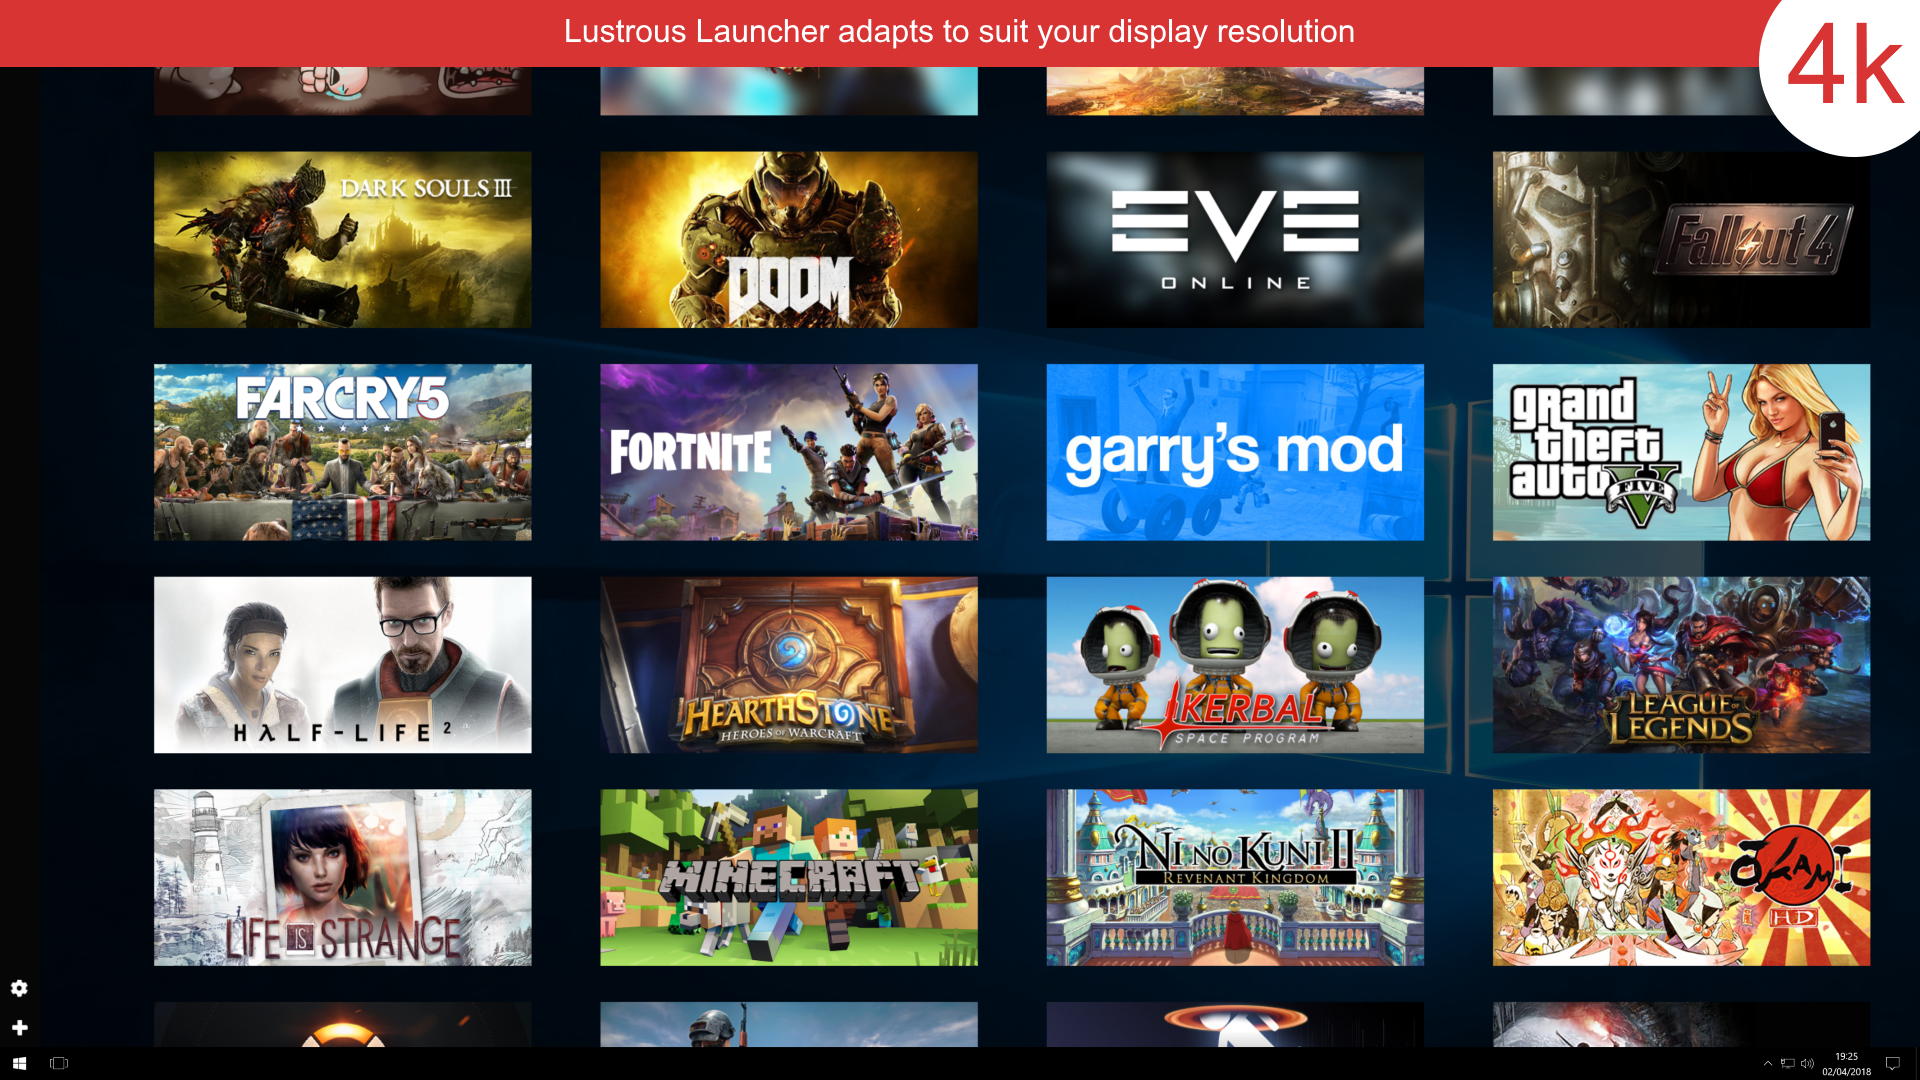 Lustrous Launcher adapts to suit your display resolution
4k
DARK SOULS III
DOOM
EVE
ONLINE
Fallout 4
FARCRY5
FORTNITE
garry's mod
grand
theft
auto
FIVE
V
HALF-LIFE 2
HEARTHSTONE
HEROES OF WARCRAFT
KERBAL
SPACE PROGRAM
LEAGUE OF
LEGENDS
LIFE IS STRANGE
MINECRAFT
NI NO KUNI II
REVENANT KINGDOM
OKAMI
HD
19:25
02/04/2018